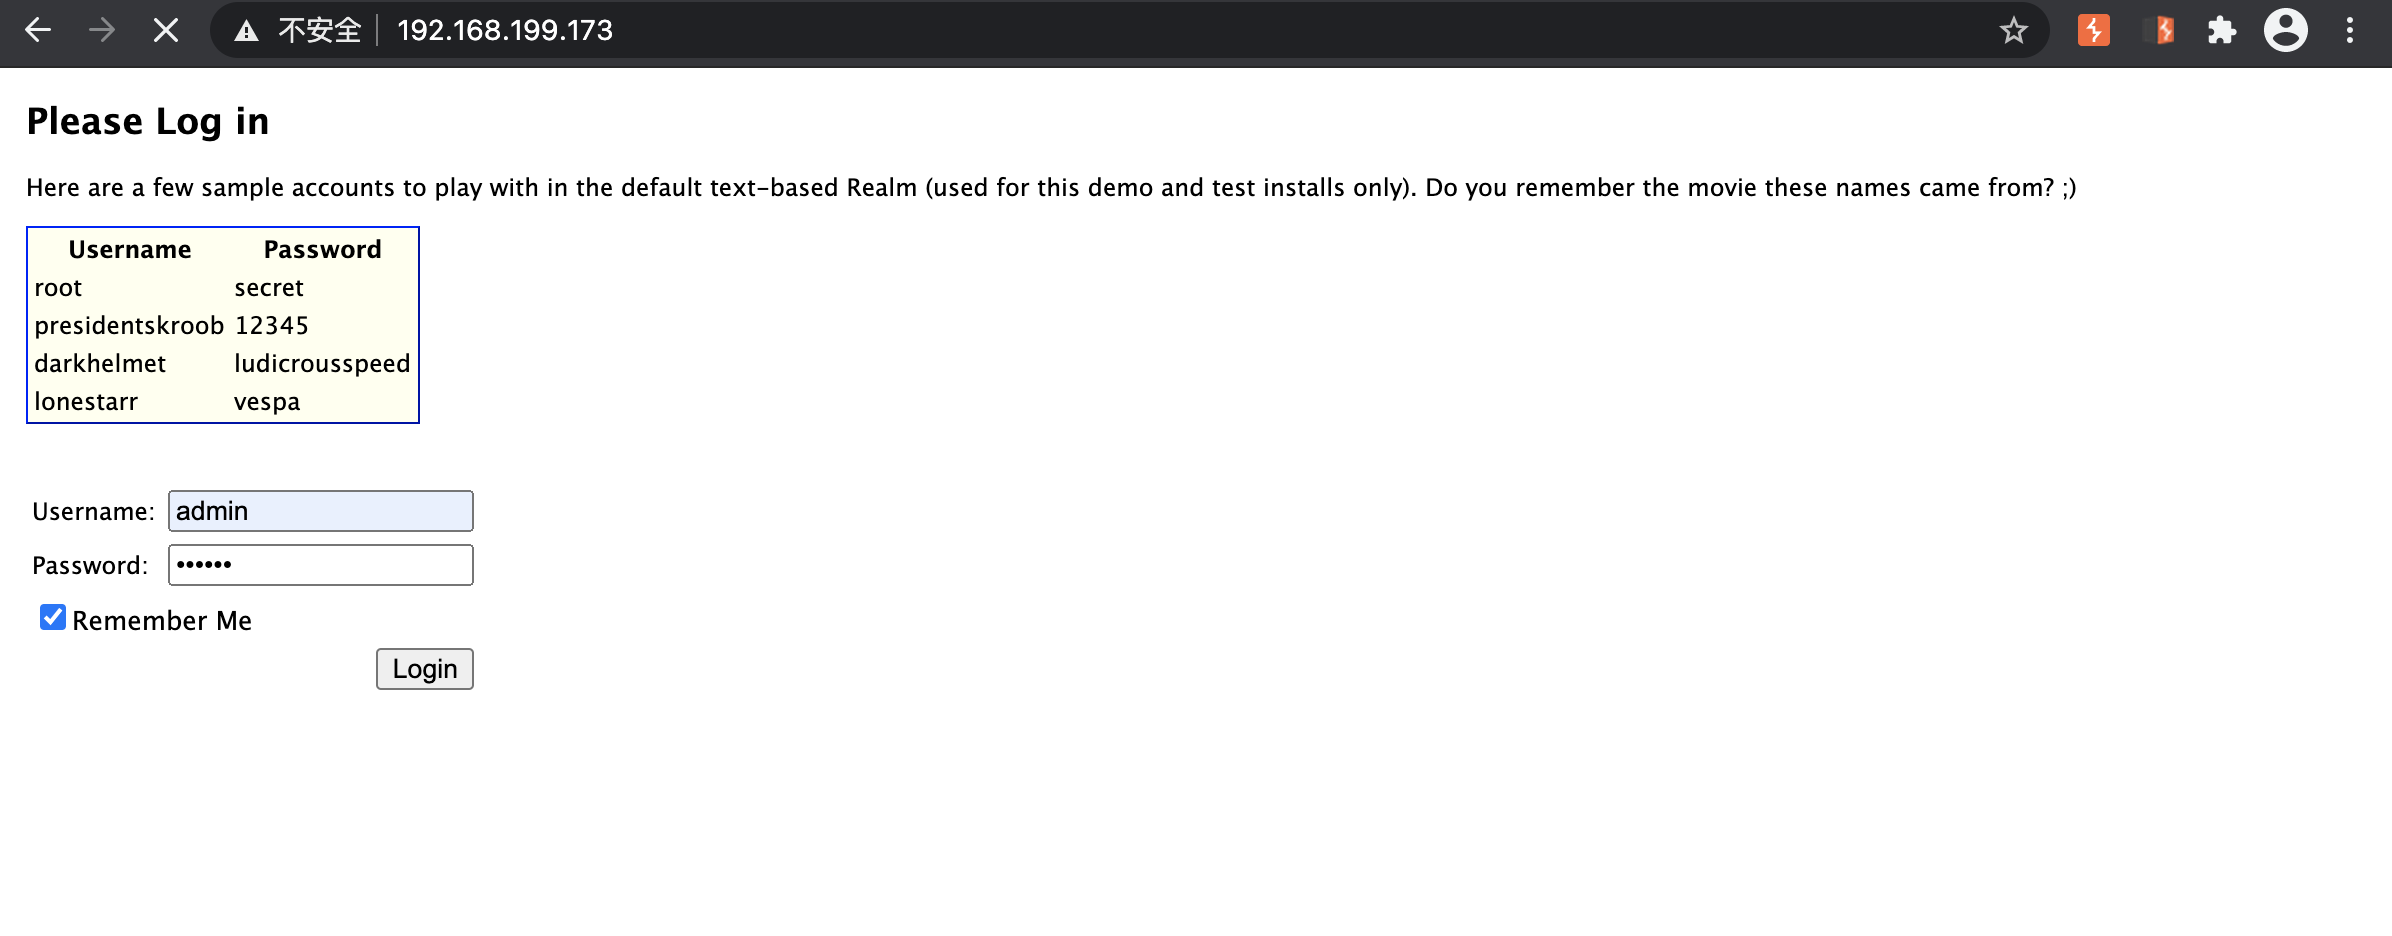 不安全 192.168.199.173
Please Log in
Here are a few sample accounts to play with in the default text-based Realm (used for this demo and test installs only). Do you remember the movie these names came from? ;)
Username Password
root secret
presidentskroob 12345
darkhelmet ludicrousspeed
lonestarr vespa
Username: admin
Password: ••••••
Remember Me
Login